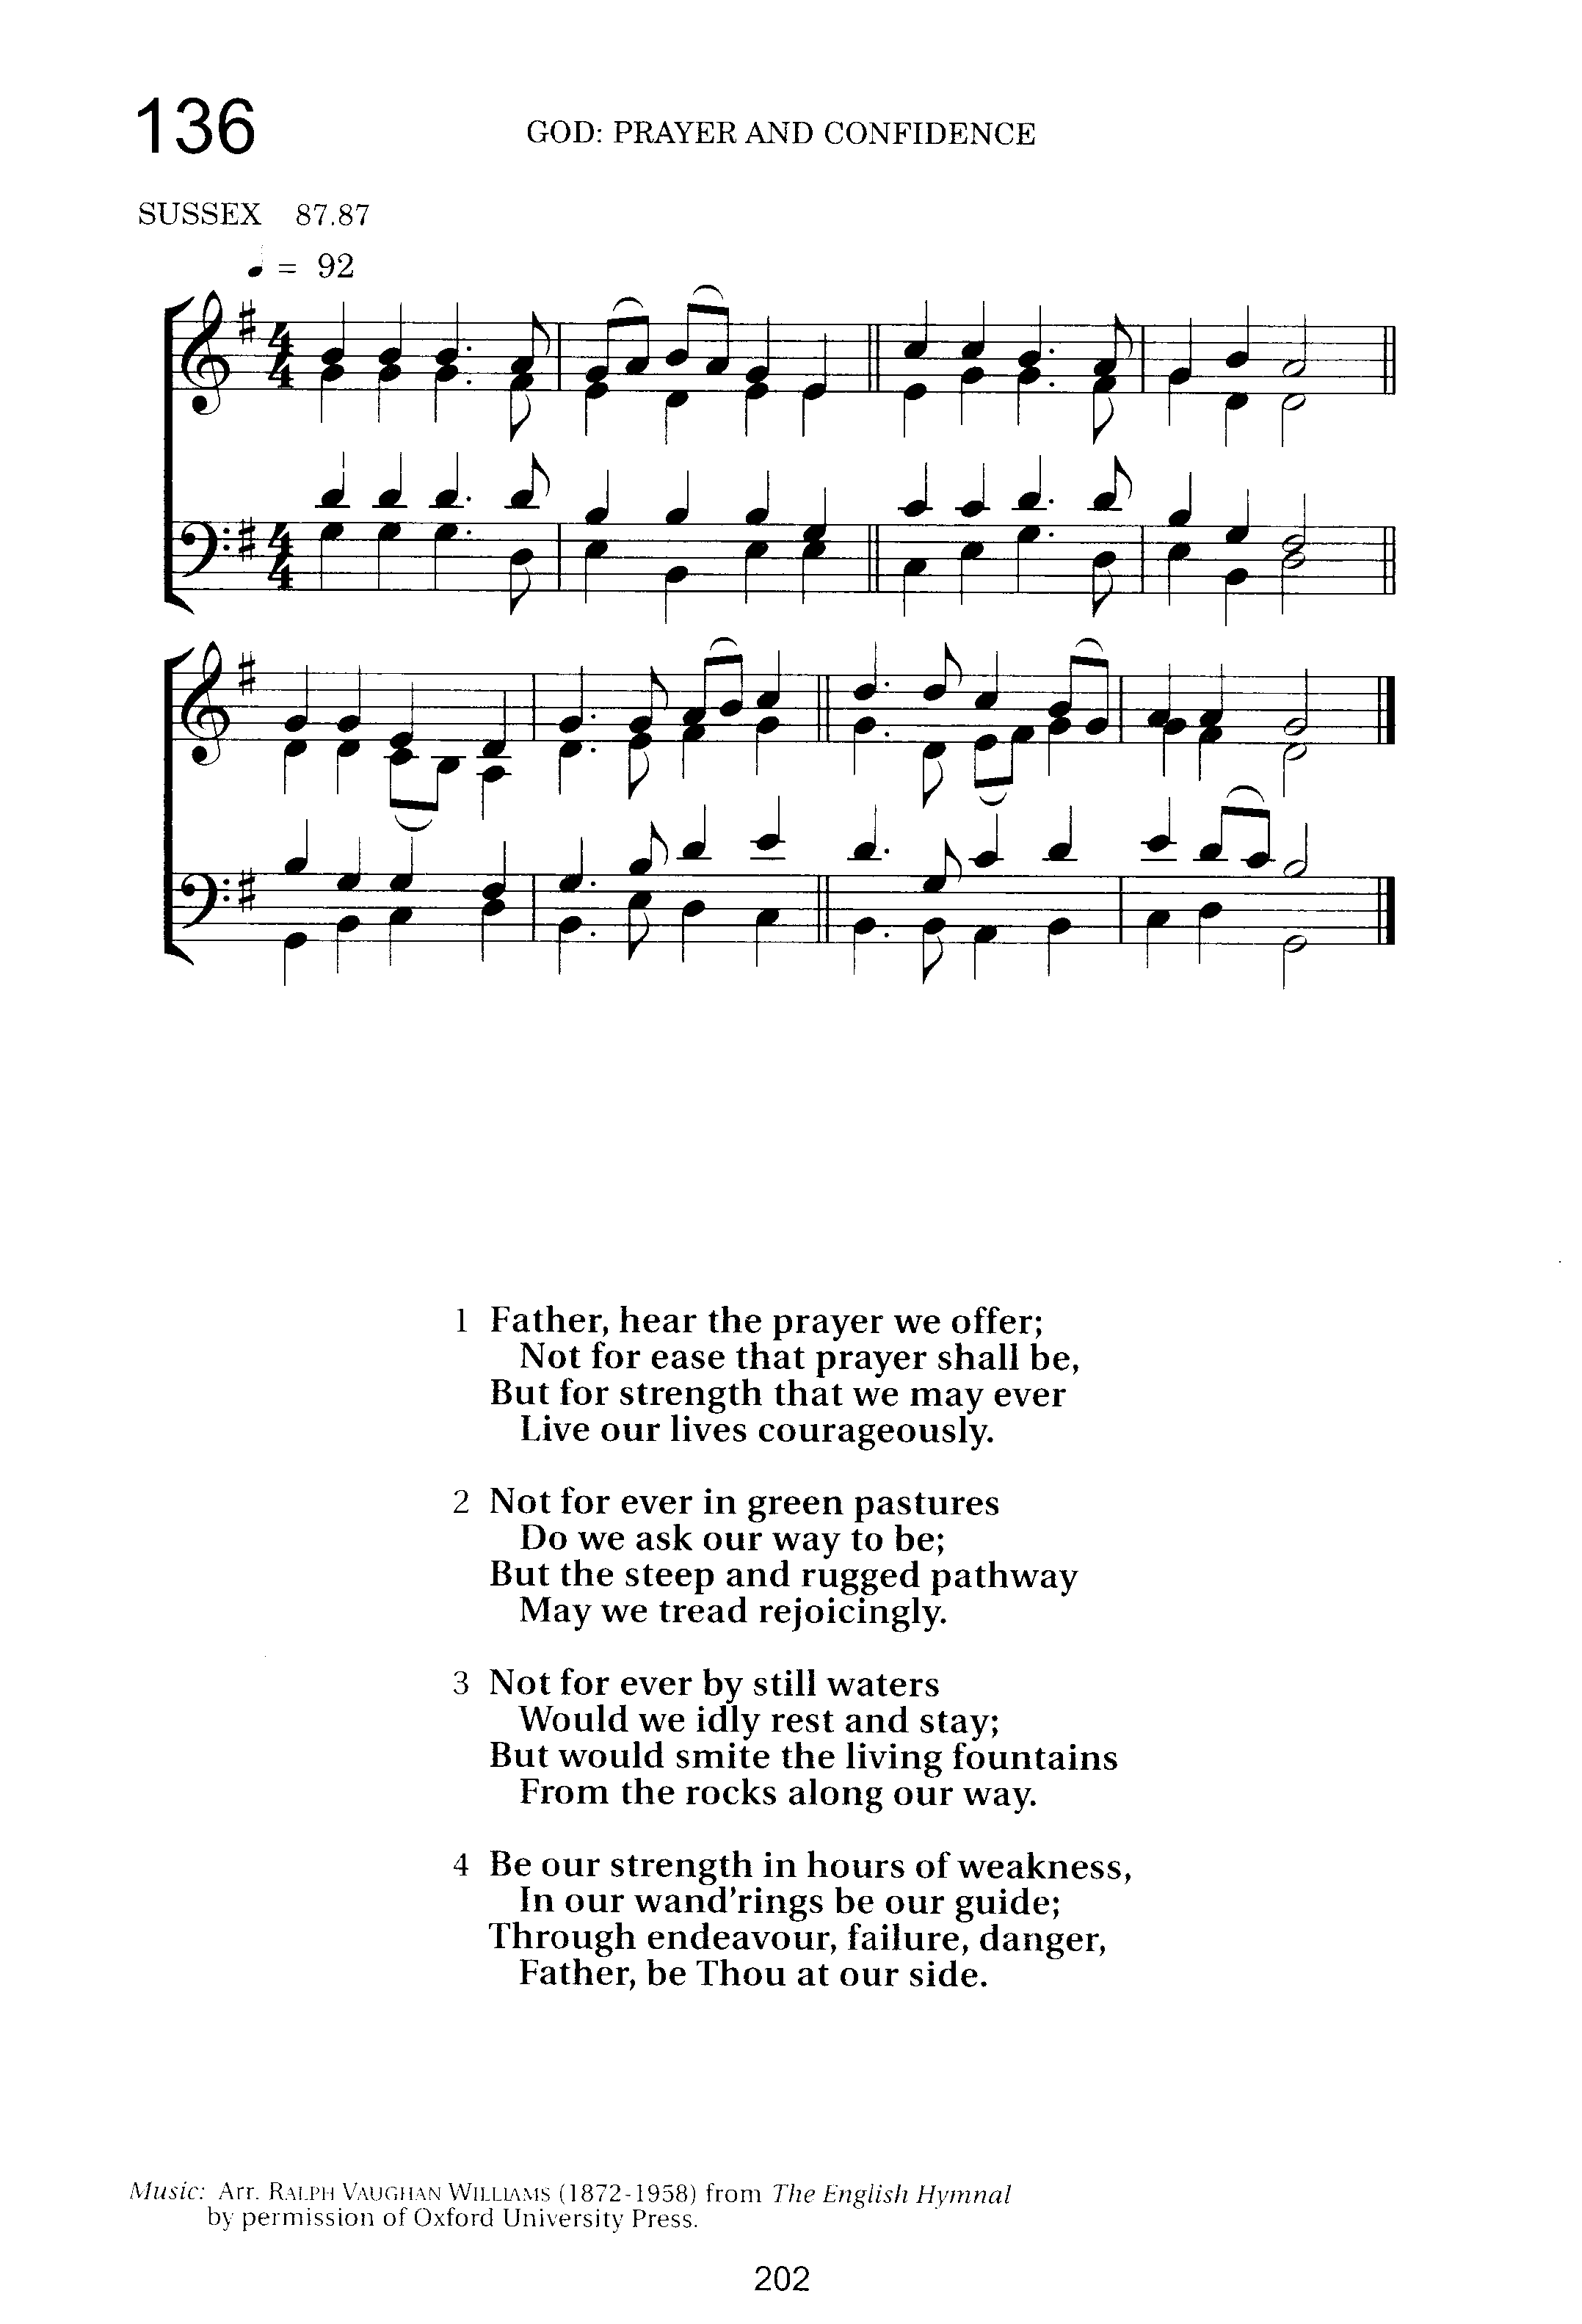 136
GOD: PRAYER AND CONFIDENCE
SUSSEX 87.87
♩ = 92
1 Father, hear the prayer we offer;
Not for ease that prayer shall be,
But for strength that we may ever
Live our lives courageously.
2 Not for ever in green pastures
Do we ask our way to be;
But the steep and rugged pathway
May we tread rejoicingly.
3 Not for ever by still waters
Would we idly rest and stay;
But would smite the living fountains
From the rocks along our way.
4 Be our strength in hours of weakness,
In our wand'rings be our guide;
Through endeavour, failure, danger,
Father, be Thou at our side.
Music: Arr. RALPH VAUGHAN WILLIAMS (1872-1958) from The English Hymnal
by permission of Oxford University Press.
202